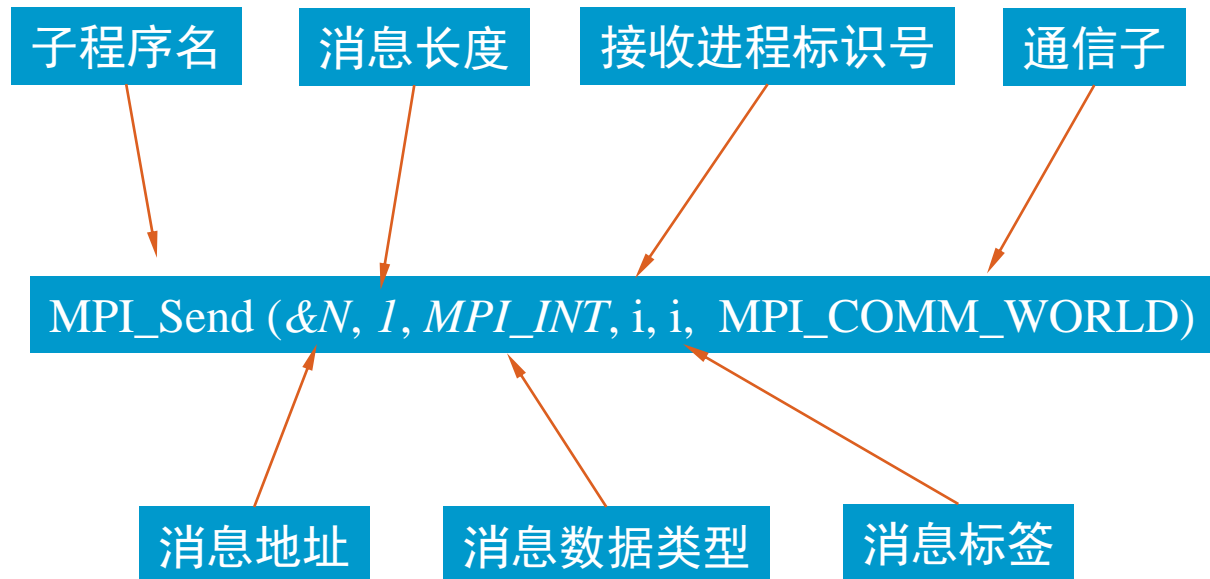 子程序名
消息长度
接收进程标识号
通信子
MPI_Send (&N, 1, MPI_INT, i, i, MPI_COMM_WORLD)
消息地址
消息数据类型
消息标签